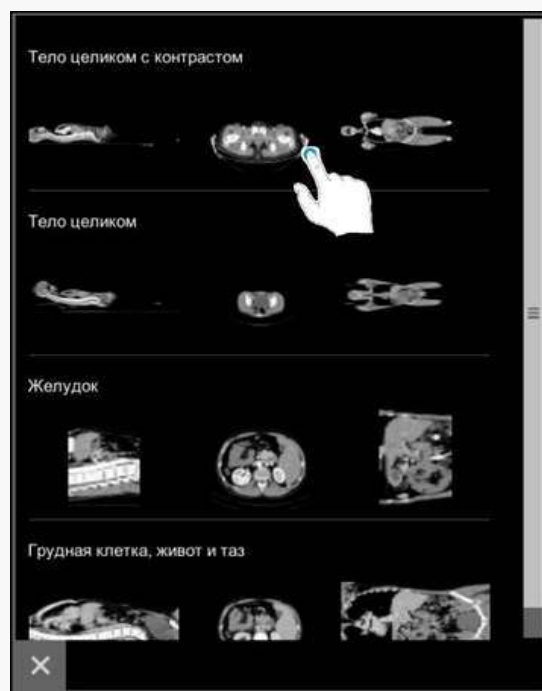 Тело целиком с контрастом
Тело целиком
Желудок
Грудная клетка, живот и таз